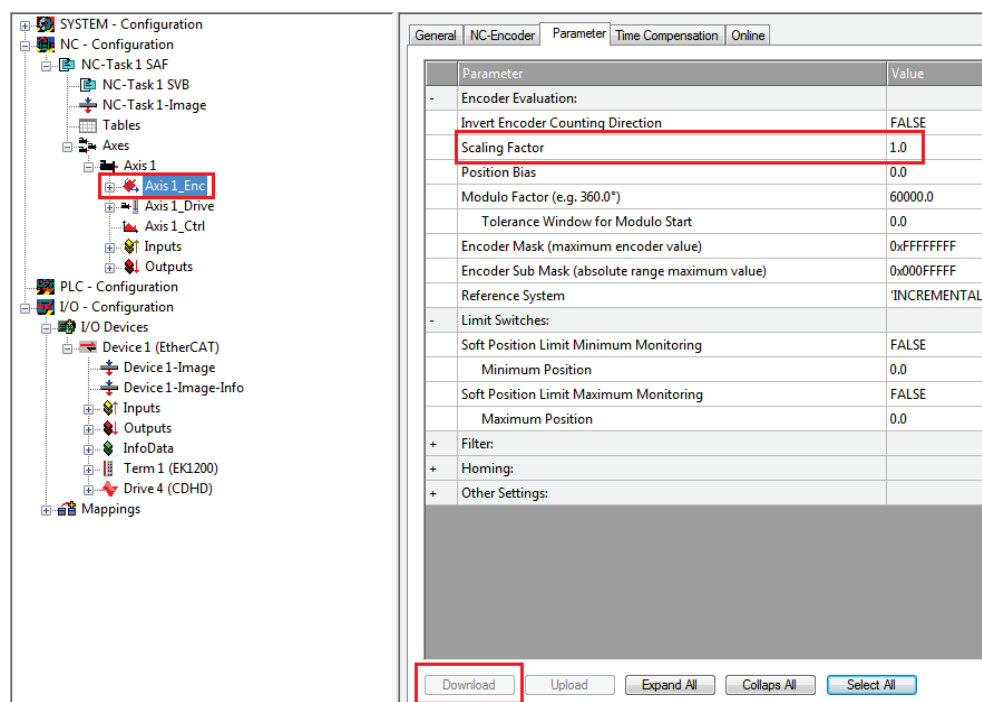 SYSTEM - Configuration
NC - Configuration
NC-Task 1 SAF
NC-Task 1 SVB
NC-Task 1-Image
Tables
Axes
Axis 1
Axis 1_Enc
Axis 1_Drive
Axis 1_Ctrl
Inputs
Outputs
PLC - Configuration
I/O - Configuration
I/O Devices
Device 1 (EtherCAT)
Device 1-Image
Device 1-Image-Info
Inputs
Outputs
InfoData
Term 1 (EK1200)
Drive 4 (CDHD)
Mappings
General NC-Encoder Parameter Time Compensation Online
Parameter Value
- Encoder Evaluation:
Invert Encoder Counting Direction FALSE
Scaling Factor 1.0
Position Bias 0.0
Modulo Factor (e.g. 360.0°) 60000.0
Tolerance Window for Modulo Start 0.0
Encoder Mask (maximum encoder value) 0xFFFFFFFF
Encoder Sub Mask (absolute range maximum value) 0x000FFFFF
Reference System 'INCREMENTAL
- Limit Switches:
Soft Position Limit Minimum Monitoring FALSE
Minimum Position 0.0
Soft Position Limit Maximum Monitoring FALSE
Maximum Position 0.0
+ Filter:
+ Homing:
+ Other Settings:
Download Upload Expand All Collaps All Select All